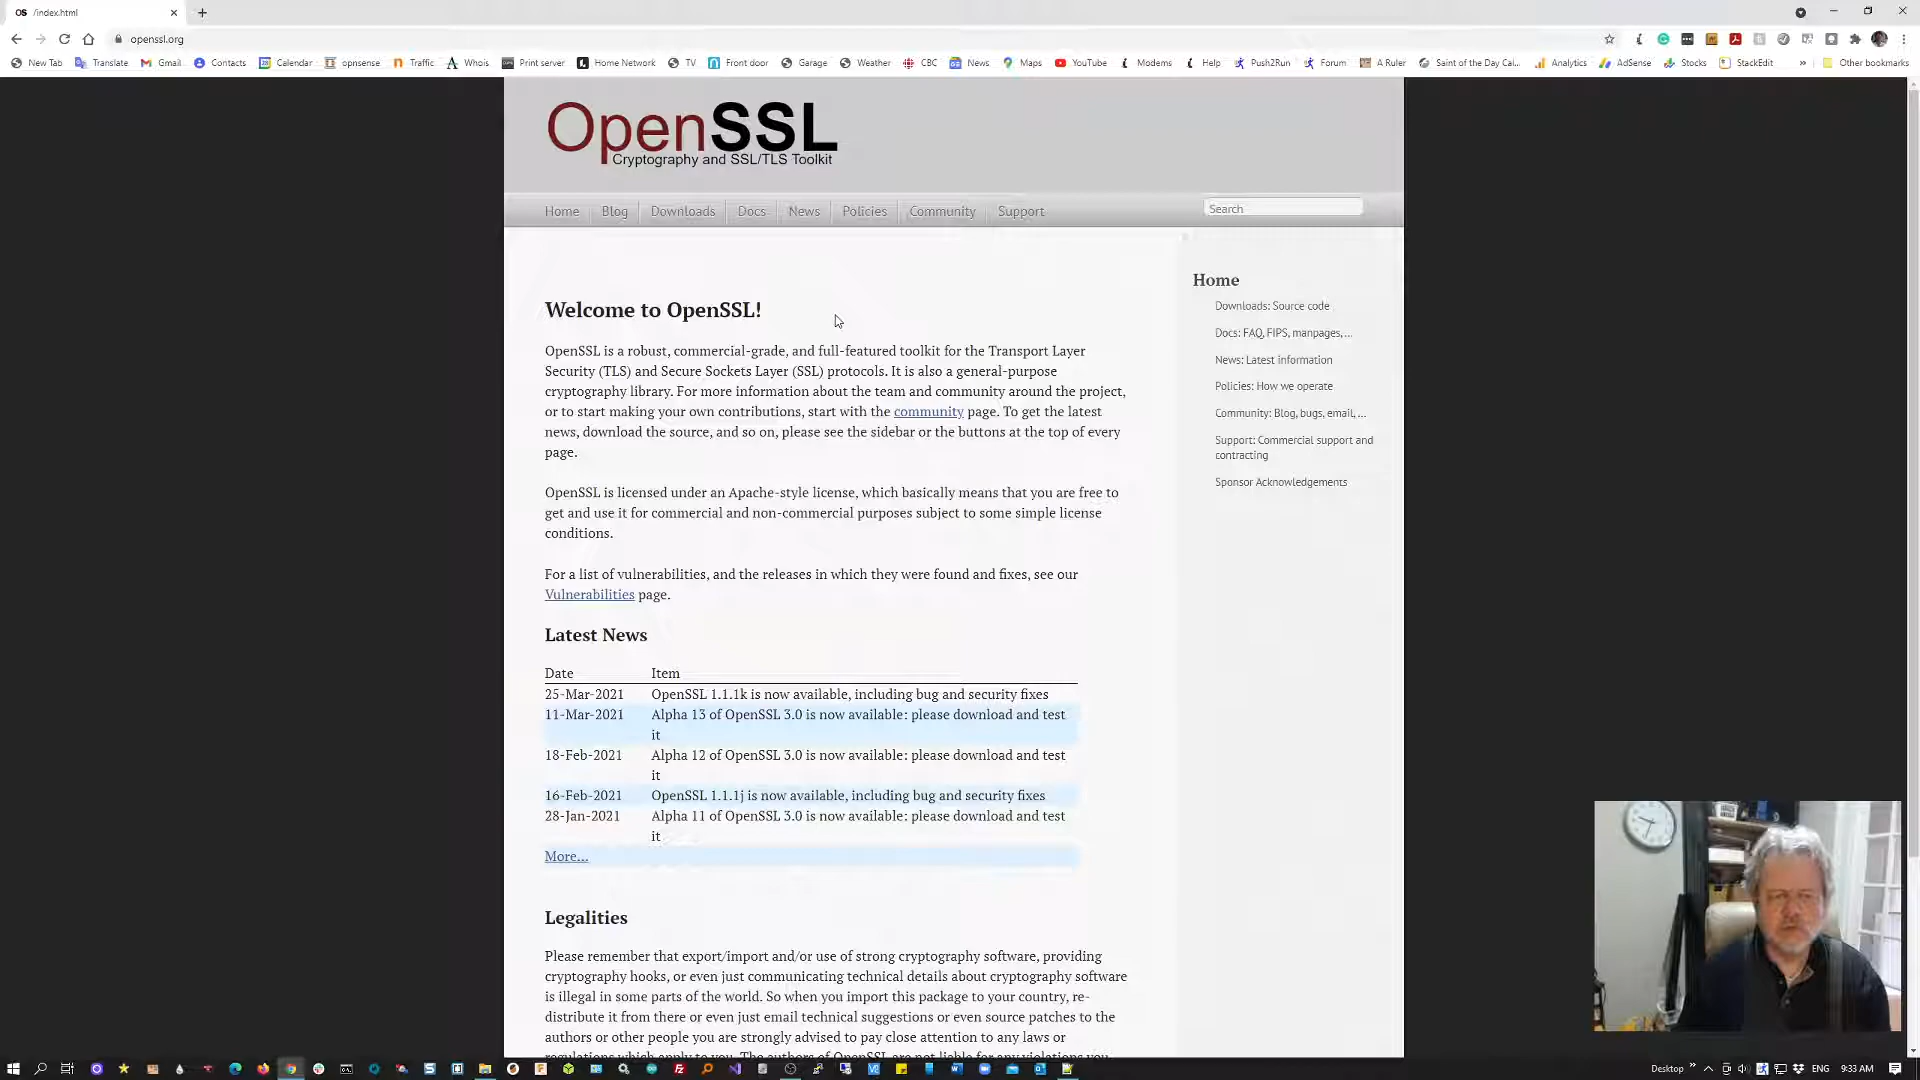 /index.html
openssl.org
New Tab Translate Gmail Contacts Calendar opnsense Traffic Whois Print server Home Network TV Front door Garage Weather CBC News Maps YouTube Modems Help Push2Run Forum A Ruler Saint of the Day Cal... Analytics AdSense Stocks StackEdit » Other bookmarks
OpenSSL
Cryptography and SSL/TLS Toolkit
Home Blog Downloads Docs News Policies Community Support Search
Welcome to OpenSSL!
OpenSSL is a robust, commercial-grade, and full-featured toolkit for the Transport Layer
Security (TLS) and Secure Sockets Layer (SSL) protocols. It is also a general-purpose
cryptography library. For more information about the team and community around the project,
or to start making your own contributions, start with the community page. To get the latest
news, download the source, and so on, please see the sidebar or the buttons at the top of every
page.
OpenSSL is licensed under an Apache-style license, which basically means that you are free to
get and use it for commercial and non-commercial purposes subject to some simple license
conditions.
For a list of vulnerabilities, and the releases in which they were found and fixes, see our
Vulnerabilities page.
Latest News
Date Item
25-Mar-2021 OpenSSL 1.1.1k is now available, including bug and security fixes
11-Mar-2021 Alpha 13 of OpenSSL 3.0 is now available: please download and test
it
18-Feb-2021 Alpha 12 of OpenSSL 3.0 is now available: please download and test
it
16-Feb-2021 OpenSSL 1.1.1j is now available, including bug and security fixes
28-Jan-2021 Alpha 11 of OpenSSL 3.0 is now available: please download and test
it
More...
Legalities
Please remember that export/import and/or use of strong cryptography software, providing
cryptography hooks, or even just communicating technical details about cryptography software
is illegal in some parts of the world. So when you import this package to your country, re-
distribute it from there or even just email technical suggestions or even source patches to the
authors or other people you are strongly advised to pay close attention to any laws or
regulations which apply to you. The authors of OpenSSL are not liable for any violations you
Home
Downloads: Source code
Docs: FAQ, FIPS, manpages, ...
News: Latest information
Policies: How we operate
Community: Blog, bugs, email, ...
Support: Commercial support and
contracting
Sponsor Acknowledgements
Desktop » ENG 9:33 AM